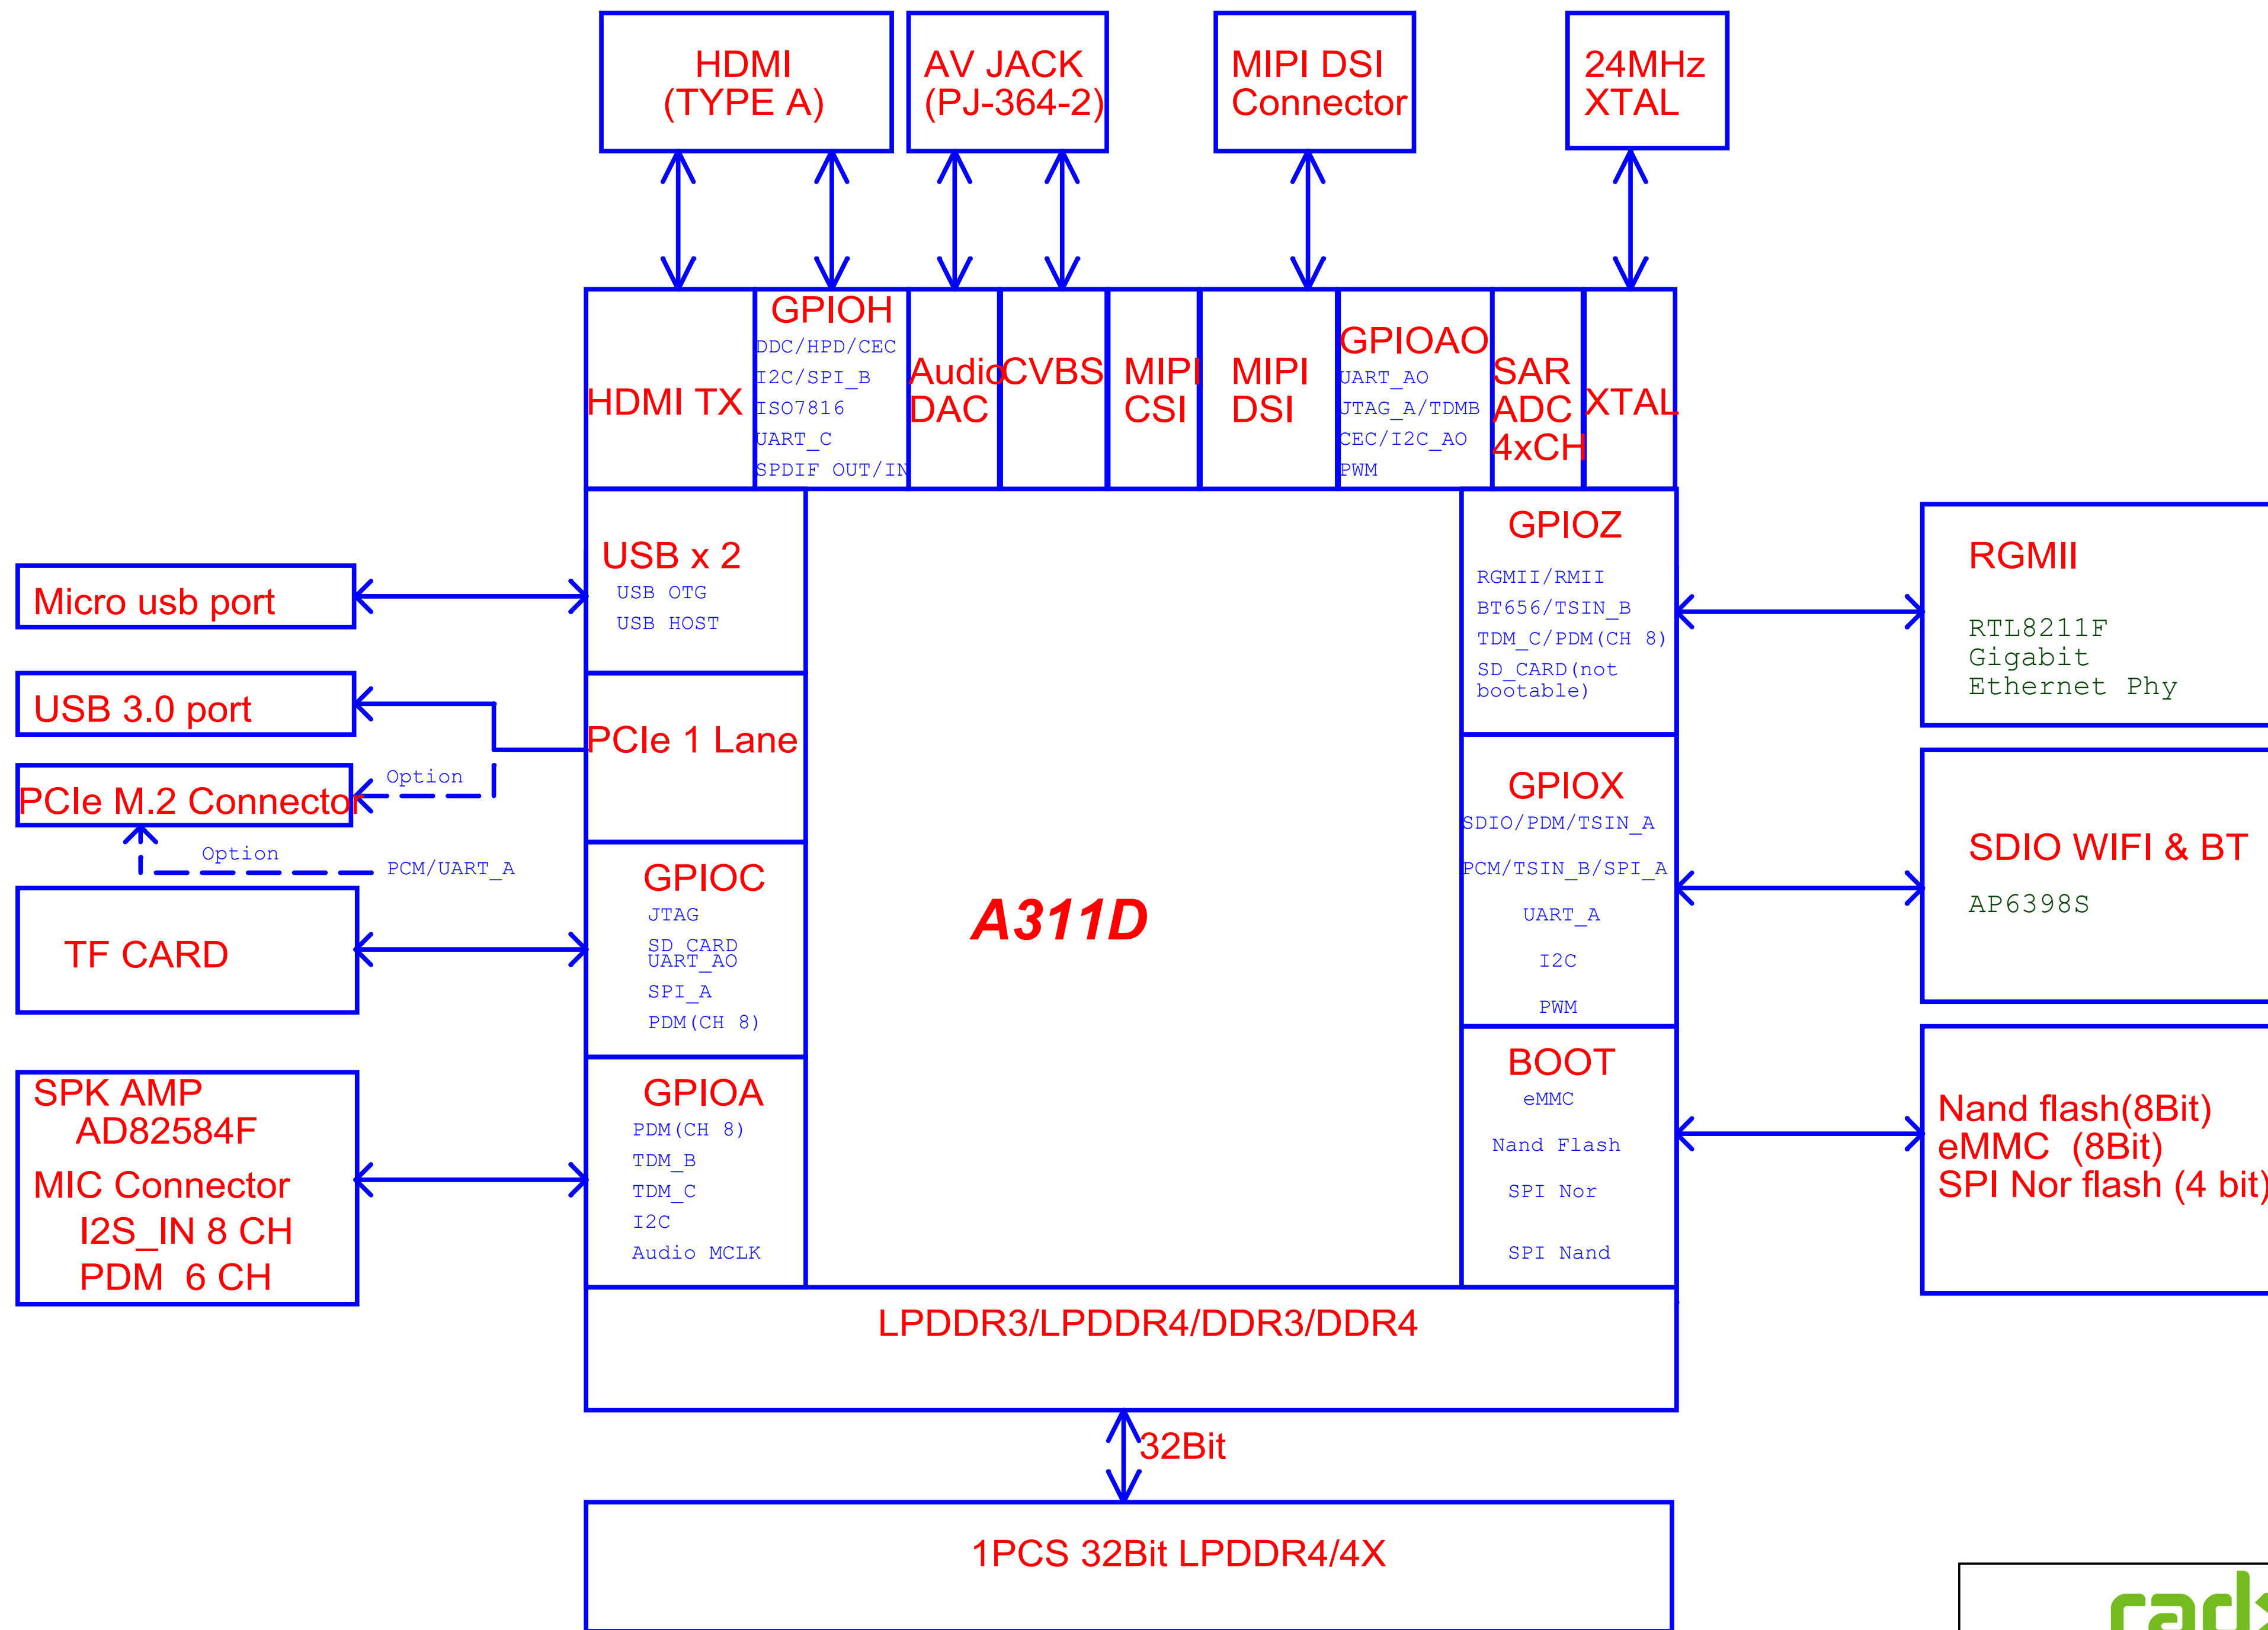 HDMI
(TYPE A)
AV JACK
(PJ-364-2)
MIPI DSI
Connector
24MHz
XTAL
HDMI TX
GPIOH
DDC/HPD/CEC
I2C/SPI_B
ISO7816
UART_C
SPDIF OUT/IN
Audio
DAC
CVBS
MIPI
CSI
MIPI
DSI
GPIOAO
UART_AO
JTAG_A/TDMB
CEC/I2C_AO
PWM
SAR
ADC
4xCH
XTAL
Micro usb port
USB 3.0 port
PCIe M.2 Connector
Option
Option
PCM/UART_A
TF CARD
SPK AMP
AD82584F
MIC Connector
I2S_IN 8 CH
PDM 6 CH
USB x 2
USB OTG
USB HOST
PCIe 1 Lane
GPIOC
JTAG
SD_CARD
UART_AO
SPI_A
PDM(CH 8)
GPIOA
PDM(CH 8)
TDM_B
TDM_C
I2C
Audio MCLK
A311D
GPIOZ
RGMII/RMII
BT656/TSIN_B
TDM_C/PDM(CH 8)
SD_CARD(not
bootable)
GPIOX
SDIO/PDM/TSIN_A
PCM/TSIN_B/SPI_A
UART_A
I2C
PWM
BOOT
eMMC
Nand Flash
SPI Nor
SPI Nand
RGMII
RTL8211F
Gigabit
Ethernet Phy
SDIO WIFI & BT
AP6398S
Nand flash(8Bit)
eMMC (8Bit)
SPI Nor flash (4 bit)
LPDDR3/LPDDR4/DDR3/DDR4
32Bit
1PCS 32Bit LPDDR4/4X